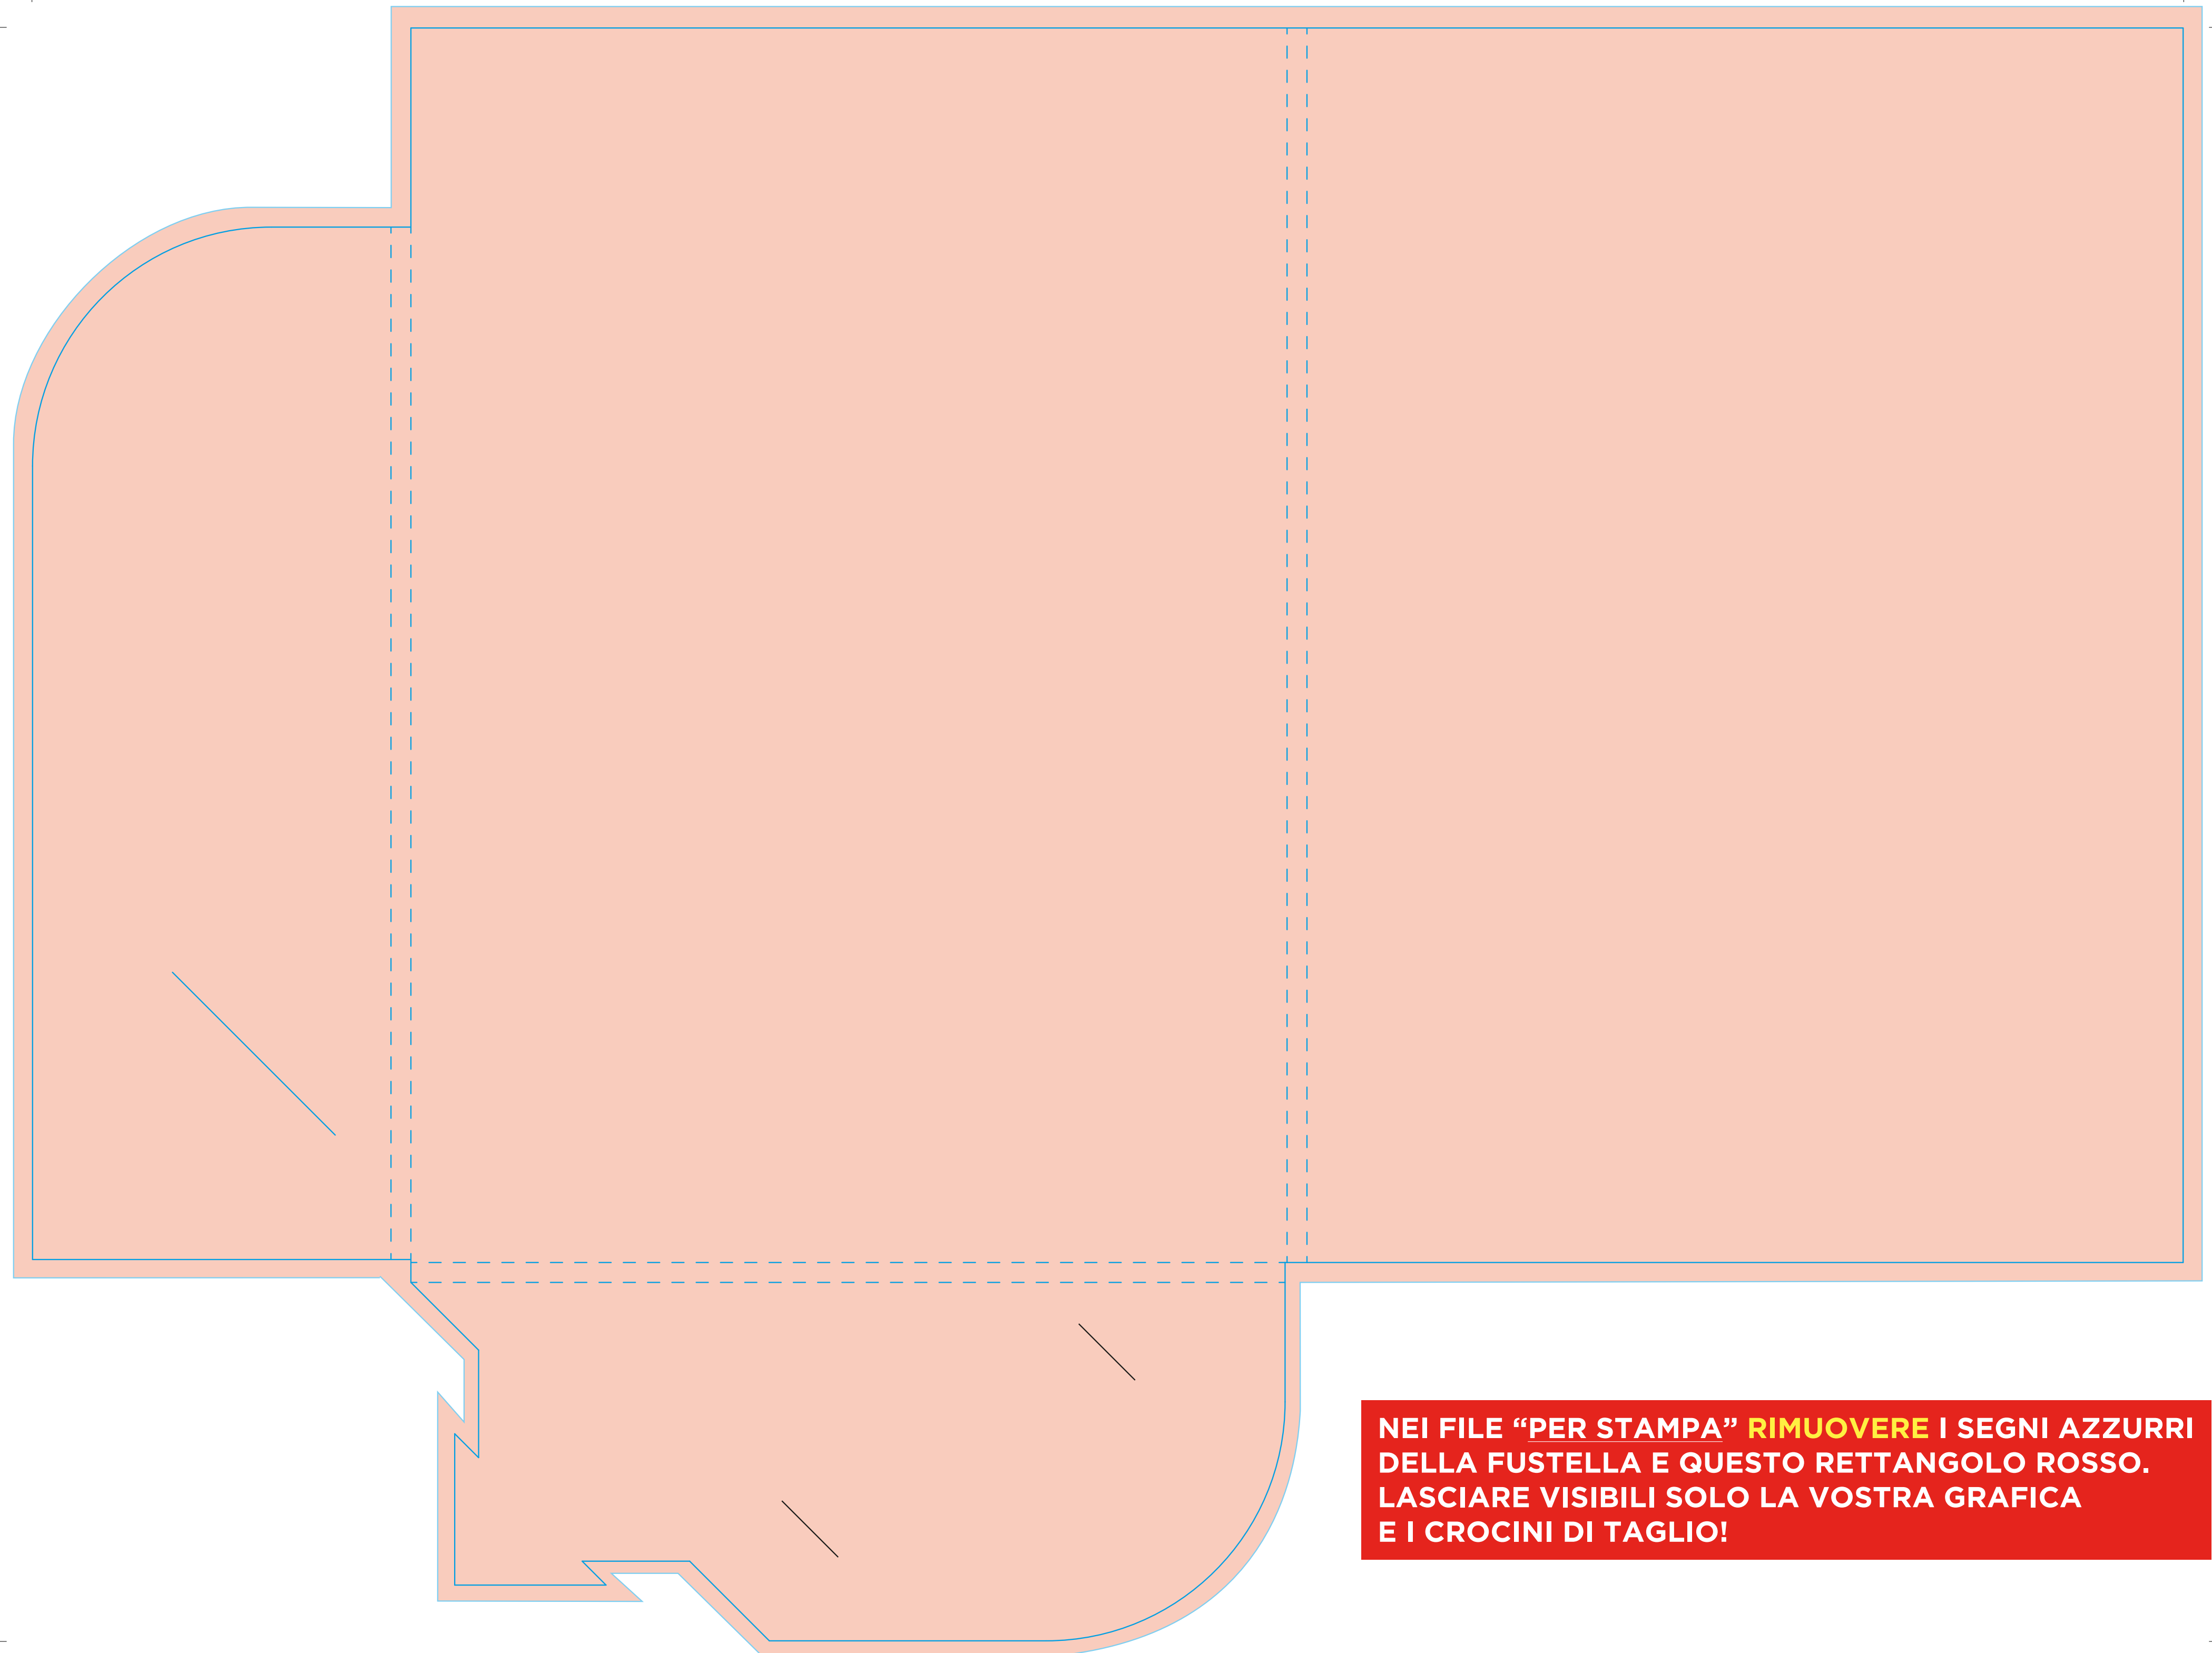 NEI FILE “PER STAMPA” RIMUOVERE I SEGNI AZZURRI
DELLA FUSTELLA E QUESTO RETTANGOLO ROSSO.
LASCIARE VISIBILI SOLO LA VOSTRA GRAFICA
E I CROCINI DI TAGLIO!